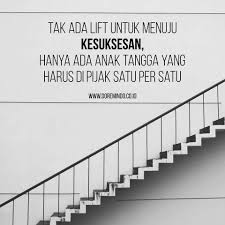 TAK ADA LIFT UNTUK MENUJU
KESUKSESAN,
HANYA ADA ANAK TANGGA YANG
HARUS DI PIJAK SATU PER SATU
WWW.DOREMINDO.CO.ID